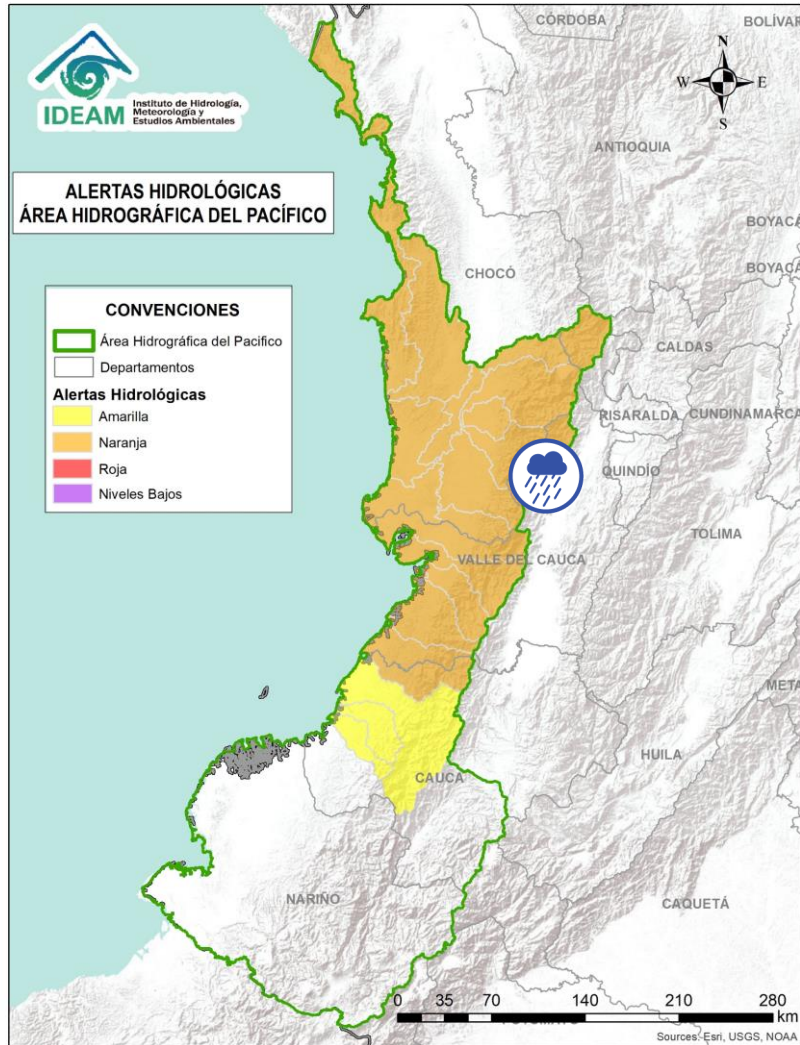 IDEAM
Instituto de Hidrología,
Meteorología y
Estudios Ambientales
ALERTAS HIDROLÓGICAS
ÁREA HIDROGRÁFICA DEL PACÍFICO
CONVENCIONES
Área Hidrográfica del Pacifico
Departamentos
Alertas Hidrológicas
Amarilla
Naranja
Roja
Niveles Bajos
N
W E
S
CÓRDOBA
BOLÍVAR
ANTIOQUIA
BOYACÁ
BOYACÁ
CHOCÓ
CALDAS
RISARALDA
CUNDINAMARCA
QUINDÍO
TOLIMA
VALLE DEL CAUCA
META
HUILA
CAUCA
NARIÑO
CAQUETÁ
0 35 70 140 210 280
km
Sources: Esri, USGS, NOAA